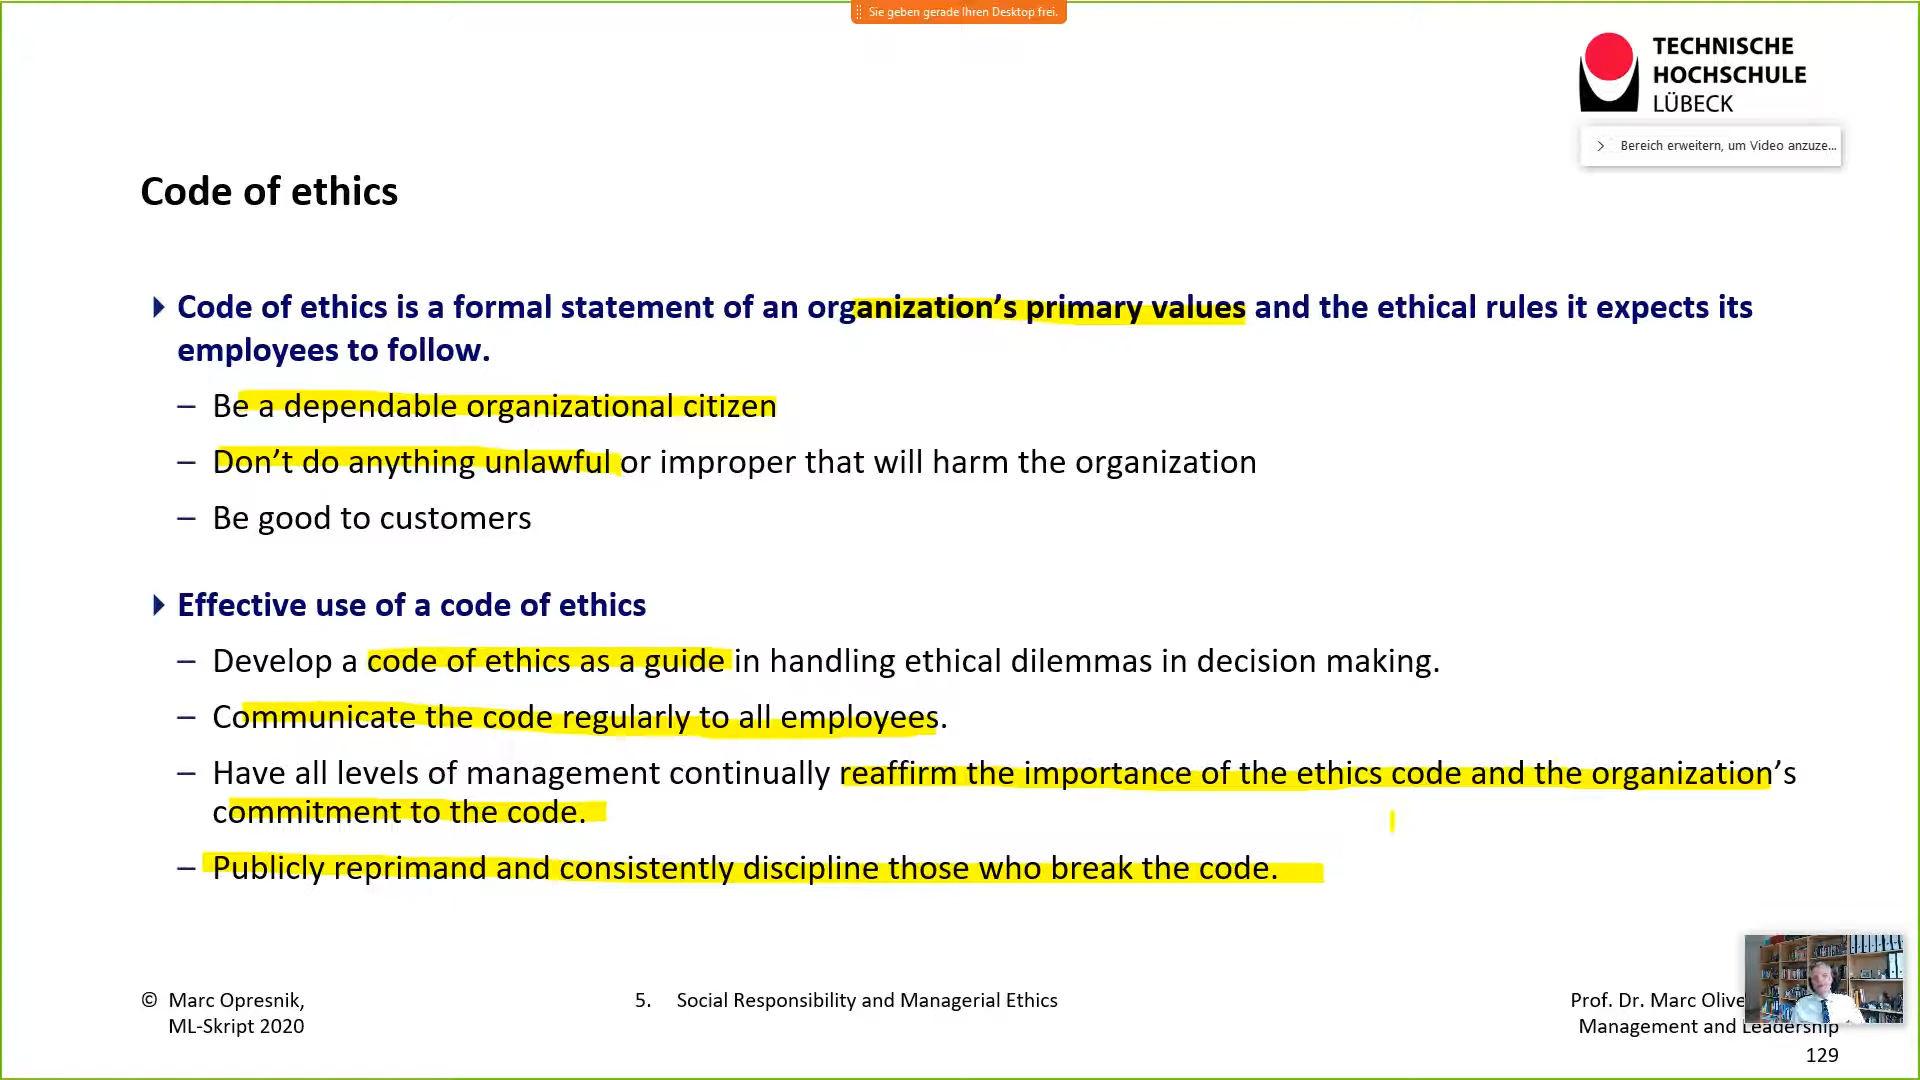 Sie geben gerade Ihren Desktop frei.
TECHNISCHE
HOCHSCHULE
LÜBECK
Bereich erweitern, um Video anzuze...
Code of ethics
Code of ethics is a formal statement of an organization’s primary values and the ethical rules it expects its
employees to follow.
– Be a dependable organizational citizen
– Don’t do anything unlawful or improper that will harm the organization
– Be good to customers
Effective use of a code of ethics
– Develop a code of ethics as a guide in handling ethical dilemmas in decision making.
– Communicate the code regularly to all employees.
– Have all levels of management continually reaffirm the importance of the ethics code and the organization’s
commitment to the code.
– Publicly reprimand and consistently discipline those who break the code.
© Marc Opresnik,
ML-Skript 2020
5. Social Responsibility and Managerial Ethics
Prof. Dr. Marc Olive
Management and Leadership
129